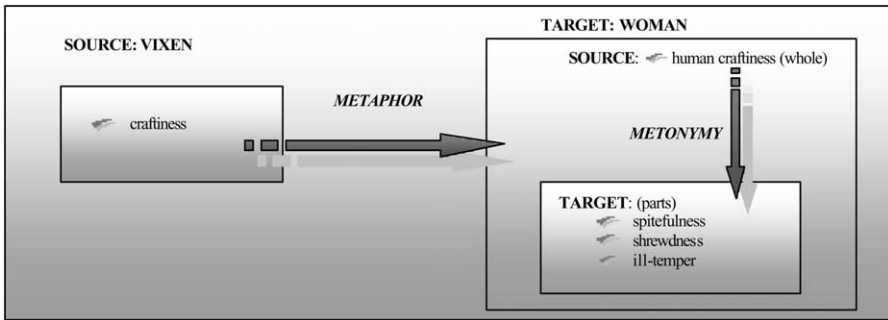 SOURCE: VIXEN
craftiness
METAPHOR
TARGET: WOMAN
SOURCE: human craftiness (whole)
METONYMY
TARGET: (parts)
spitefulness
shrewdness
ill-temper